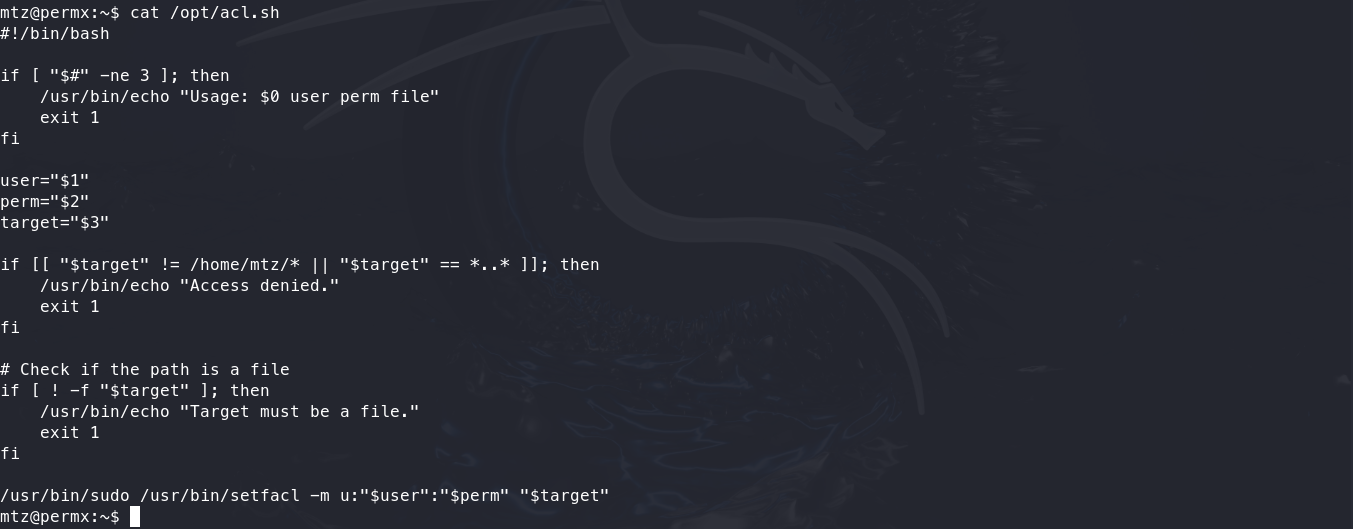 mtz@permx:~$ cat /opt/acl.sh
#!/bin/bash
if [ "$#" -ne 3 ]; then
    /usr/bin/echo "Usage: $0 user perm file"
    exit 1
fi
user="$1"
perm="$2"
target="$3"
if [[ "$target" != /home/mtz/* || "$target" == *..* ]]; then
    /usr/bin/echo "Access denied."
    exit 1
fi
# Check if the path is a file
if [ ! -f "$target" ]; then
    /usr/bin/echo "Target must be a file."
    exit 1
fi
/usr/bin/sudo /usr/bin/setfacl -m u:"$user":"$perm" "$target"
mtz@permx:~$